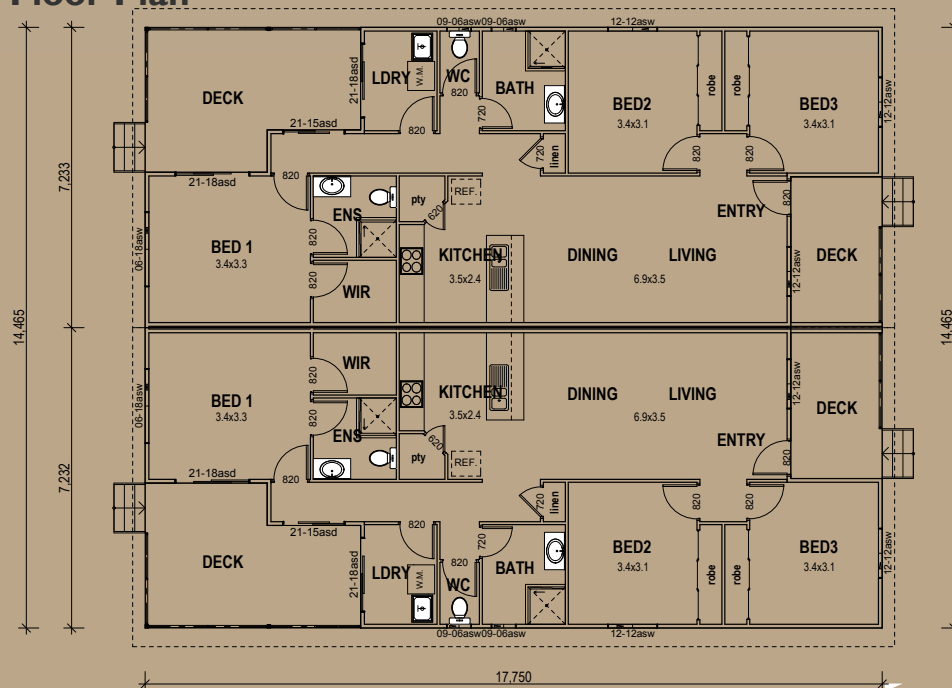 Floor Plan
09-06asw09-06asw
12-12asw
DECK
21-18asd
LDRY
W.M.
WC
820
BATH
720
BED2
3.4x3.1
robe
robe
BED3
3.4x3.1
12-12asw
21-15asd
820
720
linen
820
820
7,233
14,465
21-18asd
820
ENS
820
pty
620
REF.
ENTRY
820
06-18asw
BED 1
3.4x3.3
KITCHEN
3.5x2.4
DINING
LIVING
6.9x3.5
12-12asw
DECK
820
WIR
14,465
WIR
820
06-18asw
BED 1
3.4x3.3
KITCHEN
3.5x2.4
DINING
LIVING
6.9x3.5
12-12asw
DECK
820
ENS
620
pty
REF.
ENTRY
820
7,232
21-18asd
820
720
linen
820
820
21-15asd
820
720
DECK
21-18asd
LDRY
W.M.
820
WC
BATH
BED2
3.4x3.1
robe
robe
BED3
3.4x3.1
12-12asw
09-06asw09-06asw
12-12asw
17,750